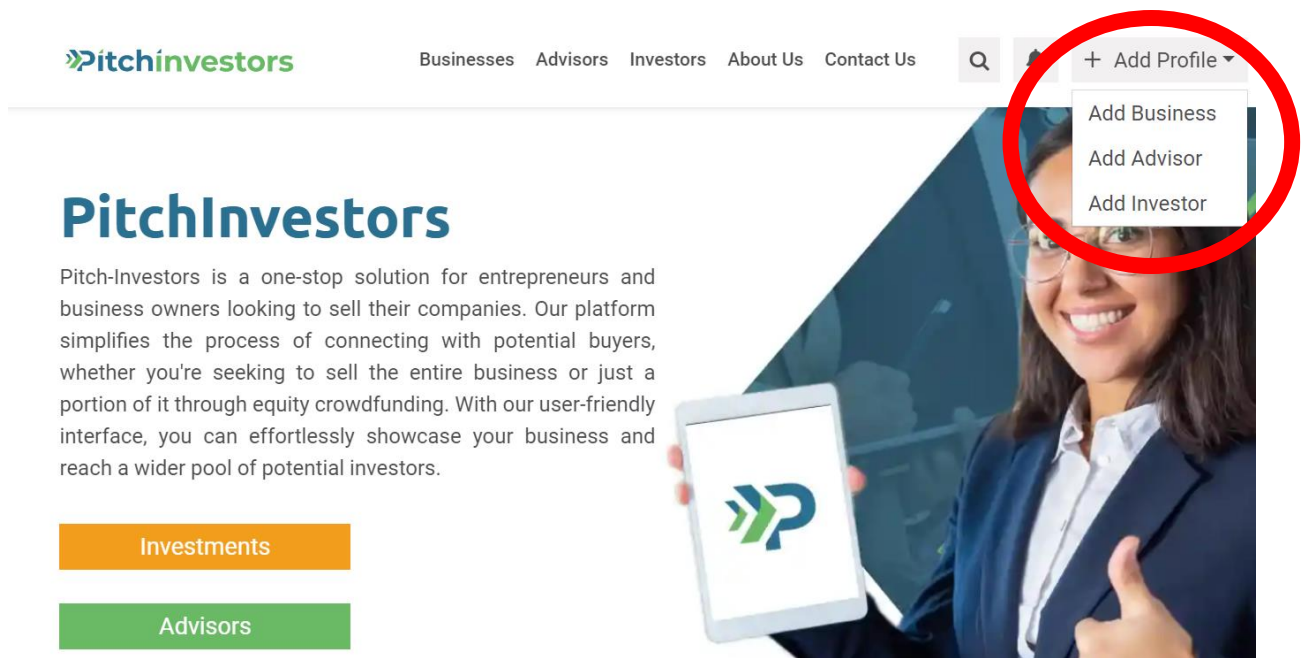 Pitchinvestors
Businesses Advisors Investors About Us Contact Us + Add Profile
Add Business
Add Advisor
Add Investor
PitchInvestors
Pitch-Investors is a one-stop solution for entrepreneurs and
business owners looking to sell their companies. Our platform
simplifies the process of connecting with potential buyers,
whether you're seeking to sell the entire business or just a
portion of it through equity crowdfunding. With our user-friendly
interface, you can effortlessly showcase your business and
reach a wider pool of potential investors.
Investments
Advisors